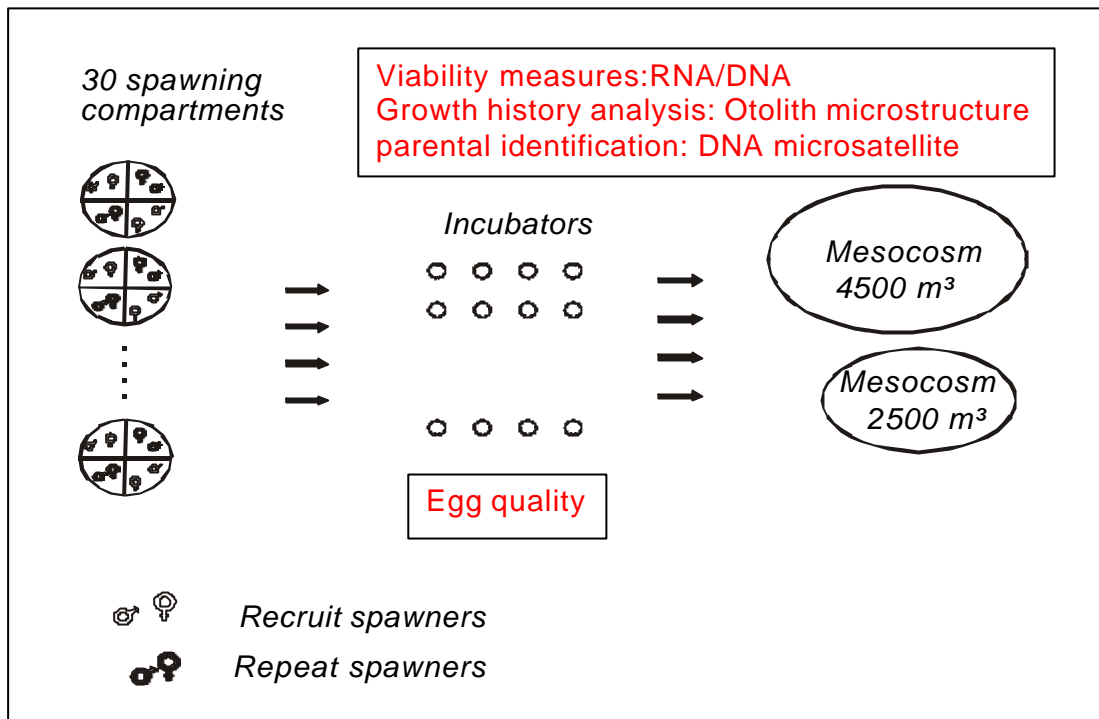 30 spawning
compartments
Viability measures:RNA/DNA
Growth history analysis: Otolith microstructure
parental identification: DNA microsatellite
Incubators
Mesocosm
4500 m³
Mesocosm
2500 m³
Egg quality
Recruit spawners
Repeat spawners